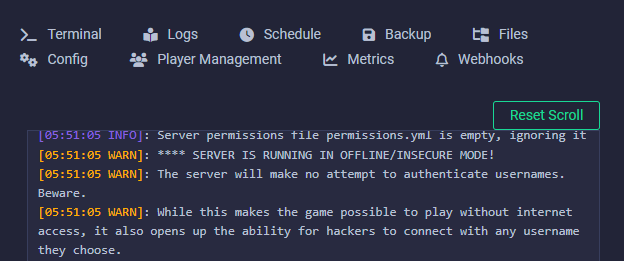 Terminal Logs Schedule Backup Files
Config Player Management Metrics Webhooks
Reset Scroll
[05:51:05 INFO]: Server permissions file permissions.yml is empty, ignoring it
[05:51:05 WARN]: **** SERVER IS RUNNING IN OFFLINE/INSECURE MODE!
[05:51:05 WARN]: The server will make no attempt to authenticate usernames.
Beware.
[05:51:05 WARN]: While this makes the game possible to play without internet
access, it also opens up the ability for hackers to connect with any username
they choose.